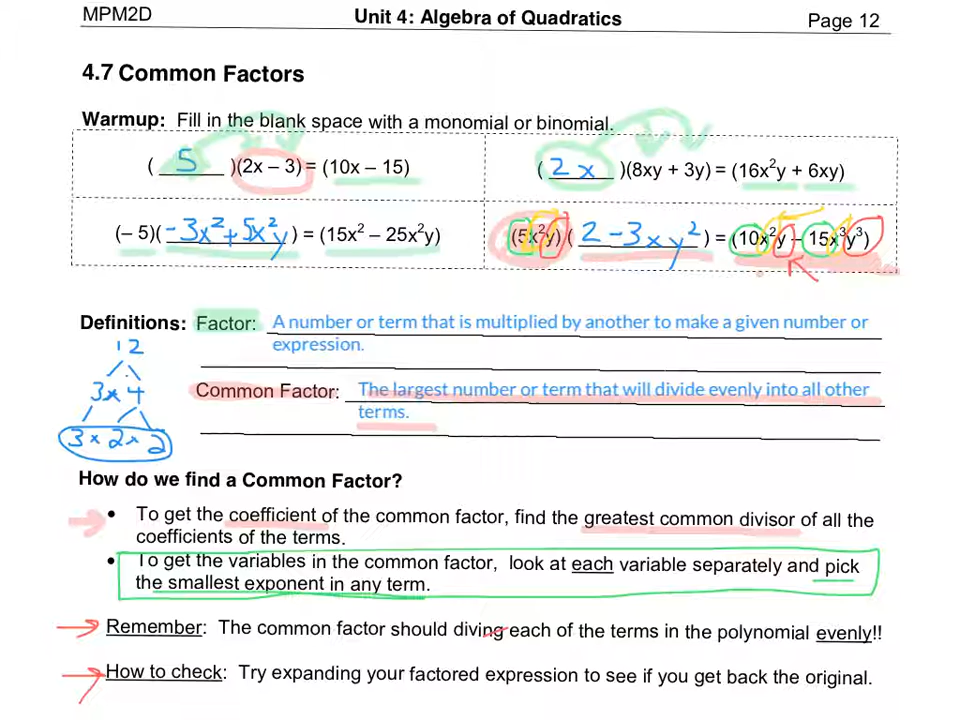 MPM2D Unit 4: Algebra of Quadratics Page 12
4.7 Common Factors
Warmup: Fill in the blank space with a monomial or binomial.
( 5 )(2x – 3) = (10x – 15)
( 2x )(8xy + 3y) = (16x²y + 6xy)
(– 5)( -3x² + 5x²y ) = (15x² – 25x²y)
(5x²y) ( 2 - 3xy² ) = (10x²y – 15x³y³)
Definitions: Factor: A number or term that is multiplied by another to make a given number or
expression.
12
3 x 4
3 x 2 x 2
Common Factor: The largest number or term that will divide evenly into all other
terms.
How do we find a Common Factor?
• To get the coefficient of the common factor, find the greatest common divisor of all the
coefficients of the terms.
• To get the variables in the common factor, look at each variable separately and pick
the smallest exponent in any term.
Remember: The common factor should diving each of the terms in the polynomial evenly!!
How to check: Try expanding your factored expression to see if you get back the original.